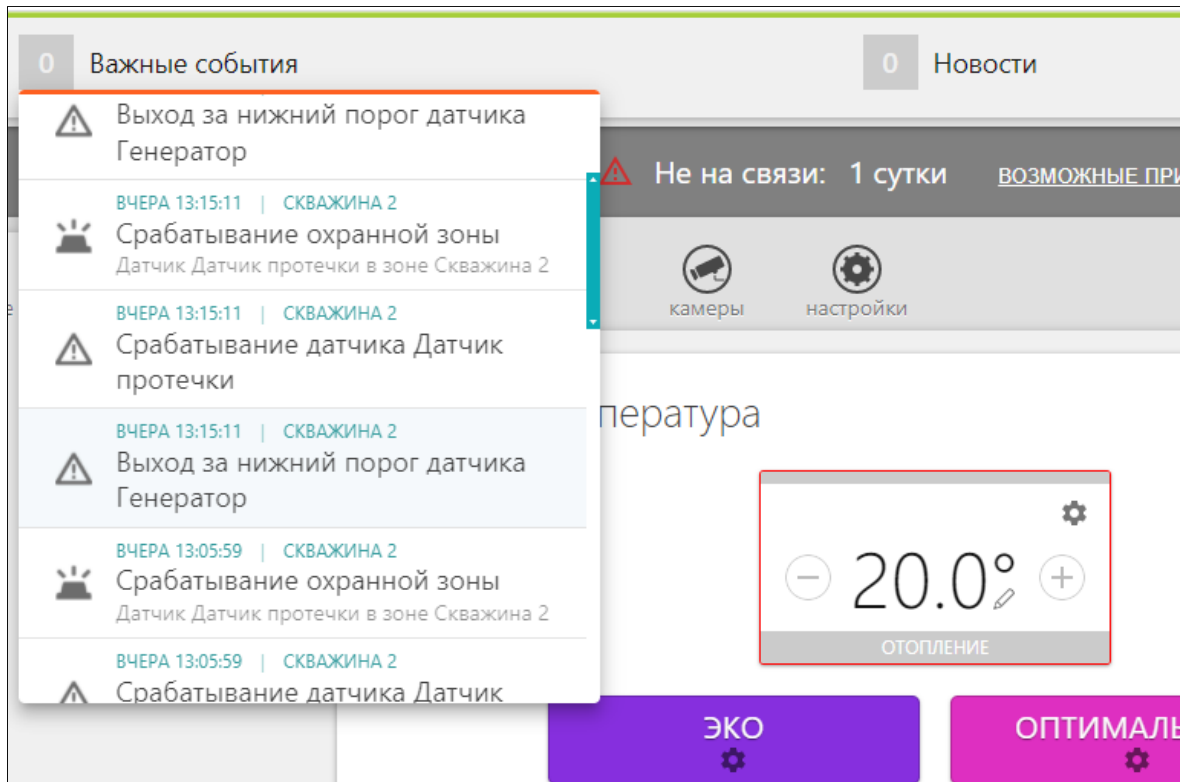 0 Важные события
0 Новости
Выход за нижний порог датчика
Генератор
ВЧЕРА 13:15:11 | СКВАЖИНА 2
Срабатывание охранной зоны
Датчик Датчик протечки в зоне Скважина 2
ВЧЕРА 13:15:11 | СКВАЖИНА 2
Срабатывание датчика Датчик
протечки
ВЧЕРА 13:15:11 | СКВАЖИНА 2
Выход за нижний порог датчика
Генератор
ВЧЕРА 13:05:59 | СКВАЖИНА 2
Срабатывание охранной зоны
Датчик Датчик протечки в зоне Скважина 2
ВЧЕРА 13:05:59 | СКВАЖИНА 2
Срабатывание датчика Датчик
Не на связи: 1 сутки ВОЗМОЖНЫЕ ПРИ
камеры настройки
пература
20.0°
ОТОПЛЕНИЕ
ЭКО
ОПТИМАЛЬ